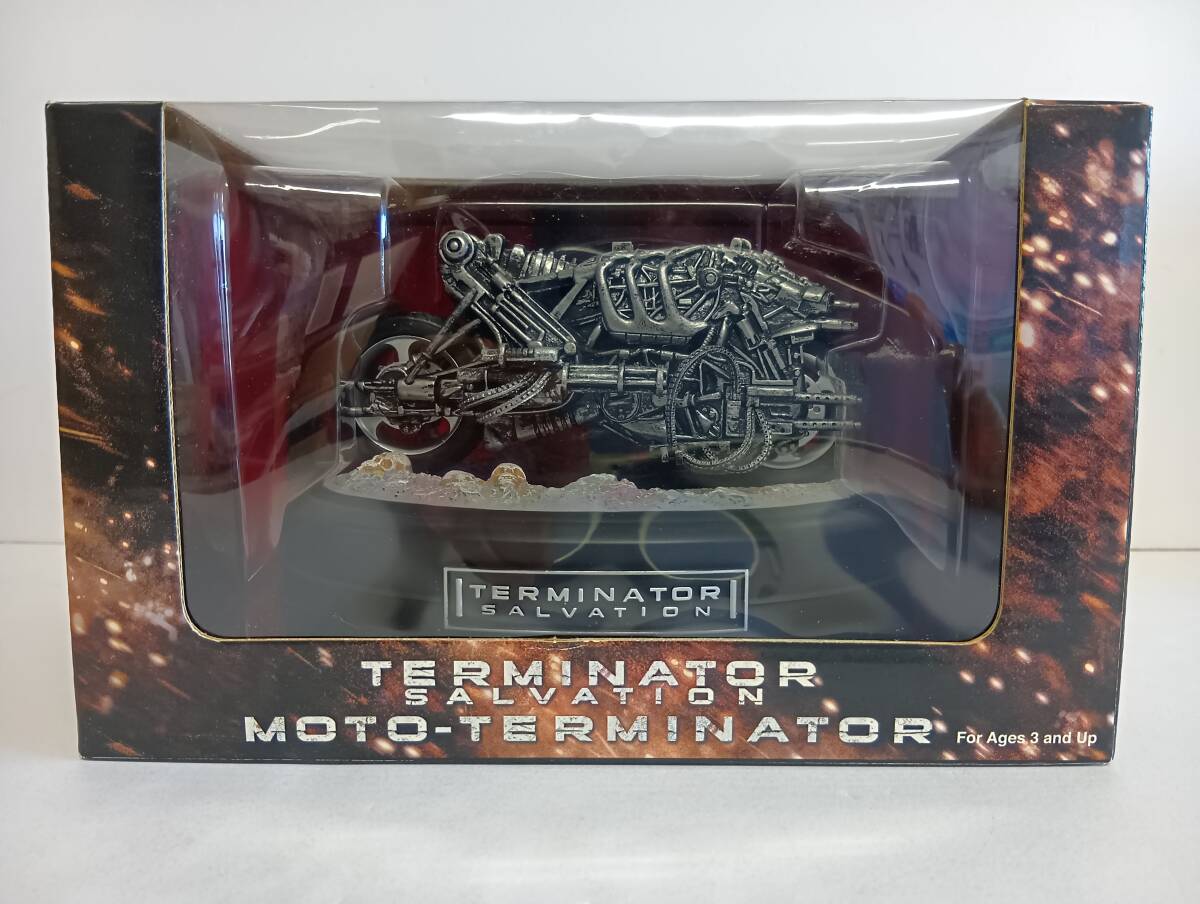 TERMINATOR
SALVATION
TERMINATOR
SALVATION
MOTO-TERMINATOR
For Ages 3 and Up